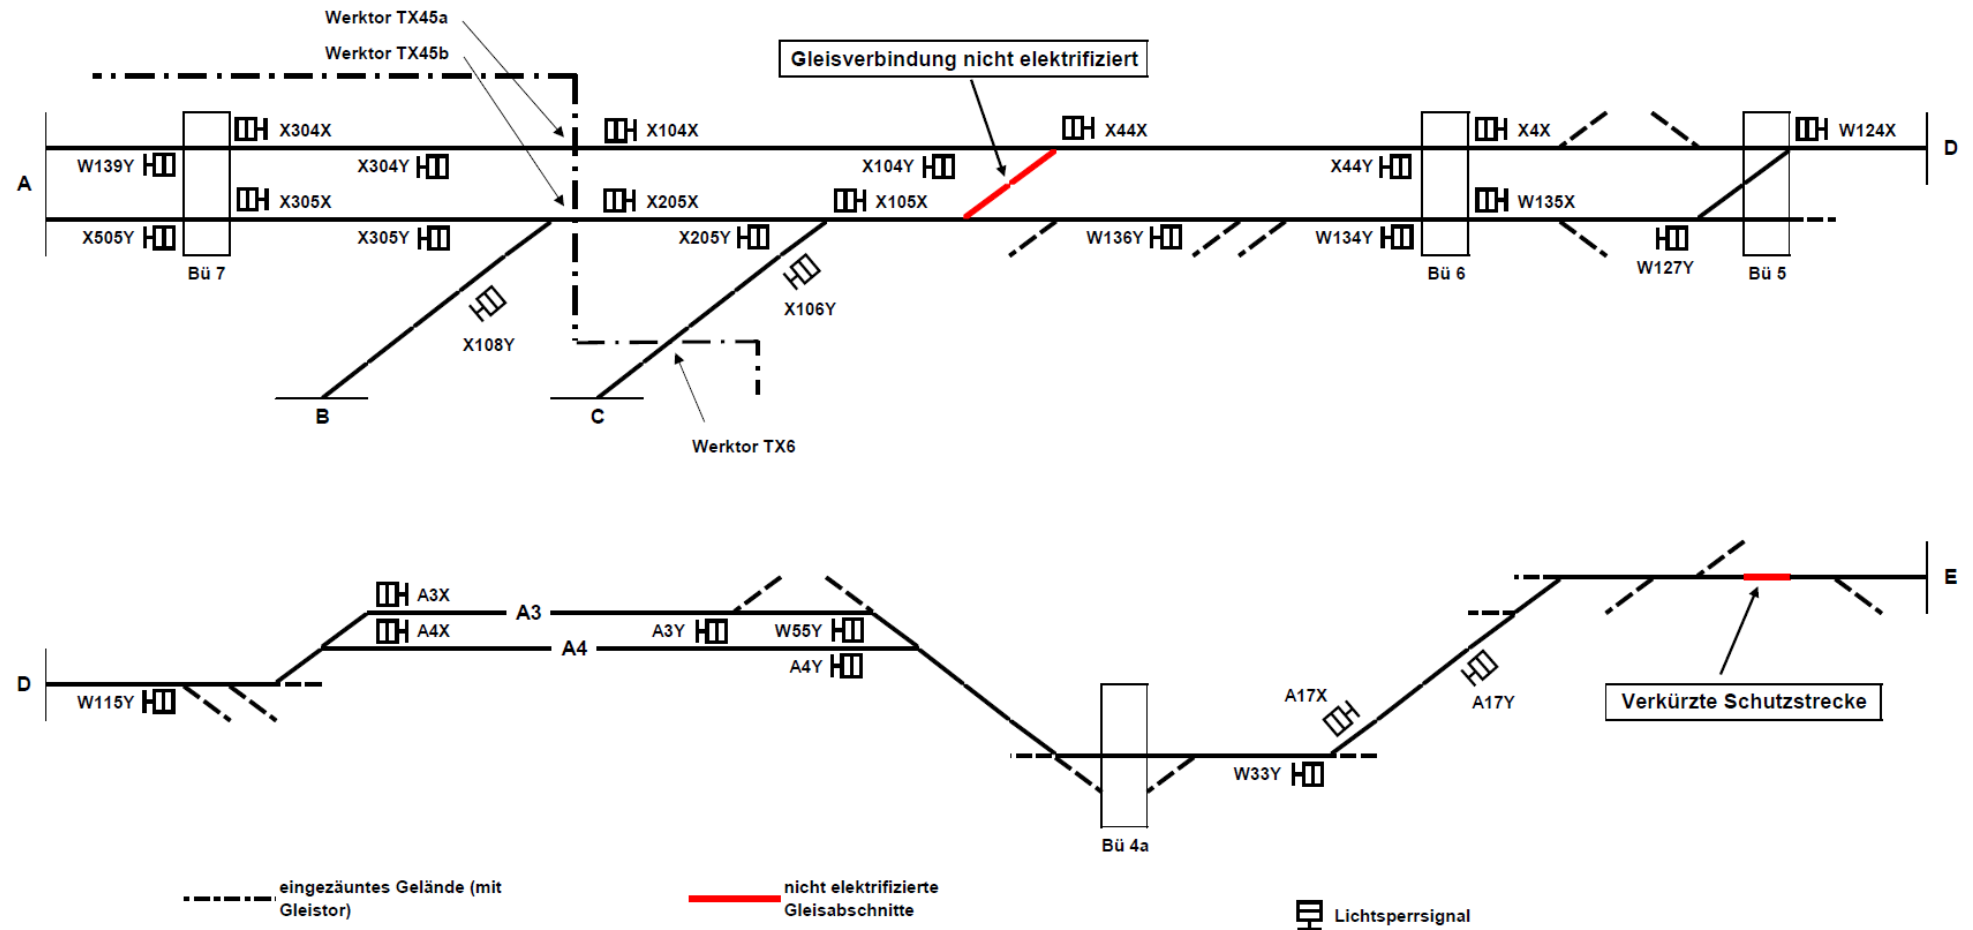 Werktor TX45a
Werktor TX45b
Gleisverbindung nicht elektrifiziert
X304X
X104X
X44X
X4X
W124X
W139Y
X304Y
X104Y
X44Y
D
A
X305X
X205X
X105X
W135X
X505Y
X305Y
X205Y
W136Y
W134Y
W127Y
Bü 7
Bü 6
Bü 5
X106Y
X108Y
B
C
Werktor TX6
E
A3X
A3
A4X
A3Y
W55Y
A4
A4Y
D
W115Y
A17X
A17Y
Verkürzte Schutzstrecke
W33Y
Bü 4a
eingezäuntes Gelände (mit
Gleistor)
nicht elektrifizierte
Gleisabschnitte
Lichtsperrsignal